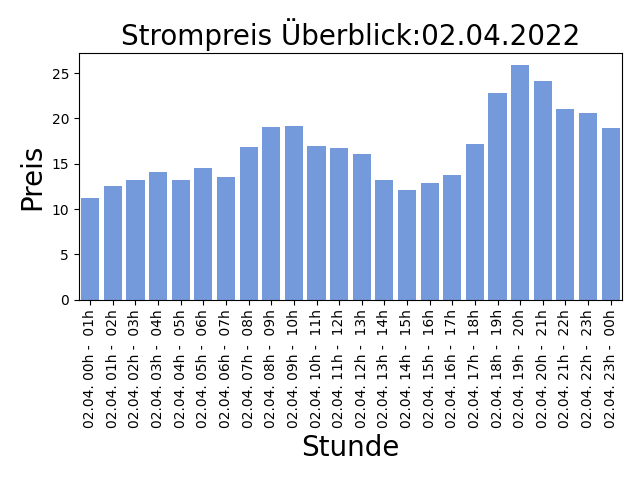 Strompreis Überblick:02.04.2022
Preis
25
20
15
10
5
0
02.04. 00h - 01h
02.04. 01h - 02h
02.04. 02h - 03h
02.04. 03h - 04h
02.04. 04h - 05h
02.04. 05h - 06h
02.04. 06h - 07h
02.04. 07h - 08h
02.04. 08h - 09h
02.04. 09h - 10h
02.04. 10h - 11h
02.04. 11h - 12h
02.04. 12h - 13h
02.04. 13h - 14h
02.04. 14h - 15h
02.04. 15h - 16h
02.04. 16h - 17h
02.04. 17h - 18h
02.04. 18h - 19h
02.04. 19h - 20h
02.04. 20h - 21h
02.04. 21h - 22h
02.04. 22h - 23h
02.04. 23h - 00h
Stunde